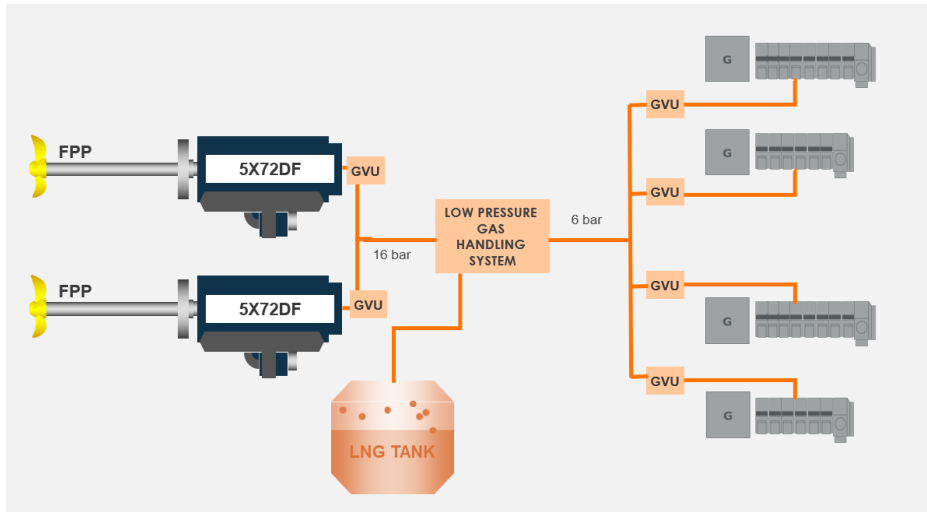 FPP
5X72DF
GVU
16 bar
FPP
5X72DF
GVU
LOW PRESSURE
GAS
HANDLING
SYSTEM
LNG TANK
6 bar
GVU
G
GVU
G
GVU
G
GVU
G